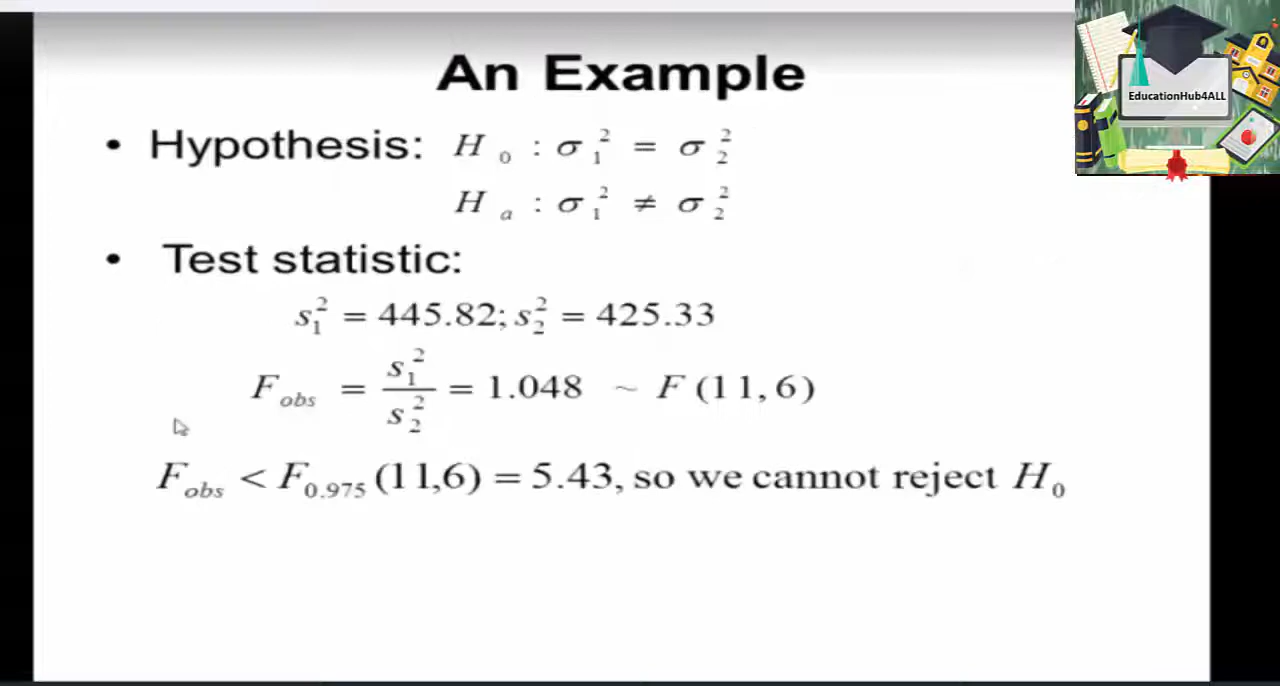 An Example
EducationHub4ALL
• Hypothesis: H₀ : σ₁² = σ₂²
Hₐ : σ₁² ≠ σ₂²
• Test statistic:
s₁² = 445.82; s₂² = 425.33
F_obs = s₁² / s₂² = 1.048 ~ F (11, 6)
F_obs < F_0.975 (11,6) = 5.43, so we cannot reject H₀